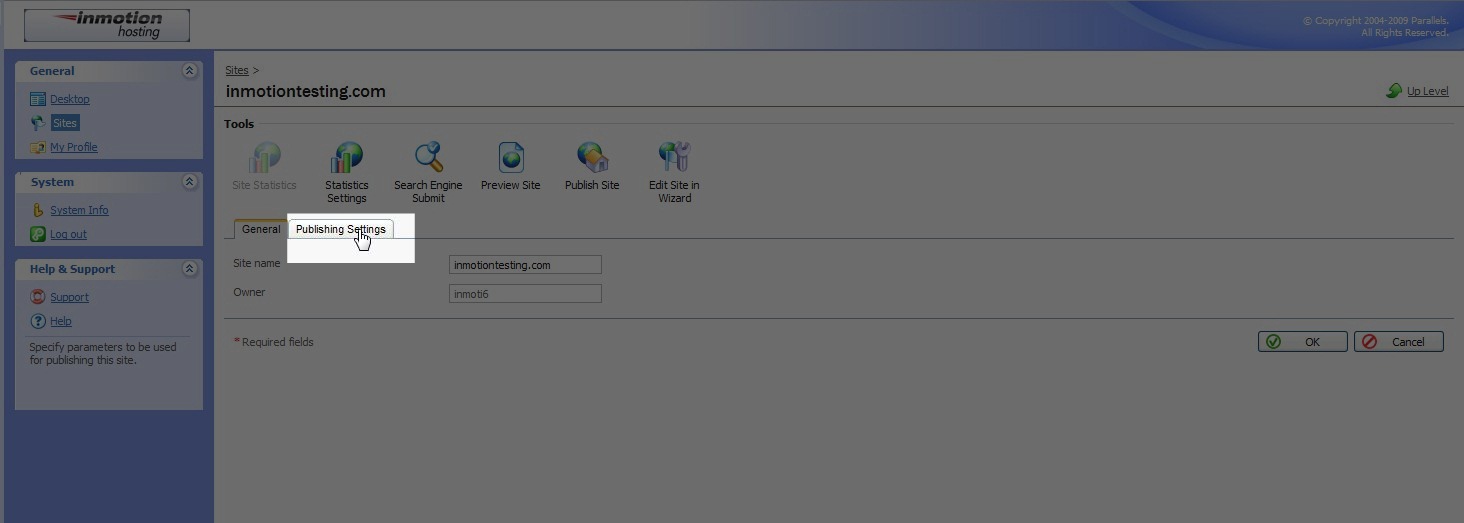 inmotion
hosting
© Copyright 2004-2009 Parallels.
All Rights Reserved.
General
Desktop
Sites
My Profile
System
System Info
Log out
Help & Support
Support
Help
Specify parameters to be used
for publishing this site.
Sites >
inmotiontesting.com
Up Level
Tools
Site Statistics
Statistics
Settings
Search Engine
Submit
Preview Site
Publish Site
Edit Site in
Wizard
General
Publishing Settings
Site name
inmotiontesting.com
Owner
inmoti6
* Required fields
OK
Cancel